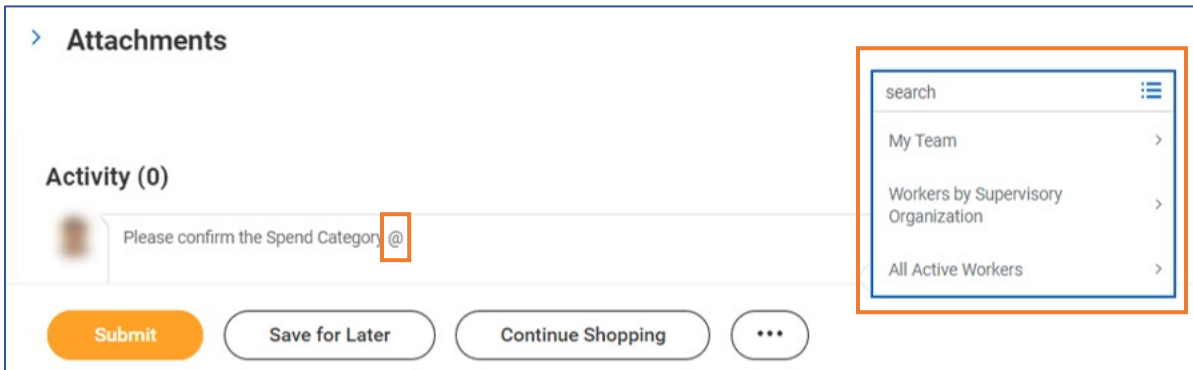 Attachments
Activity (0)
Please confirm the Spend Category @
search
My Team
Workers by Supervisory
Organization
All Active Workers
Submit
Save for Later
Continue Shopping